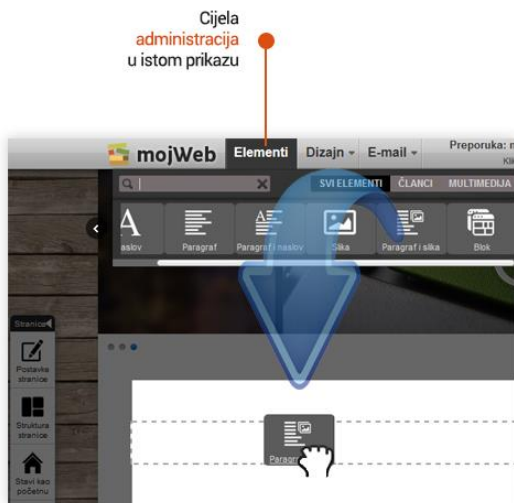 Cijela
administracija
u istom prikazu
mojWeb Elementi Dizajn E-mail Preporuka:
SVI ELEMENTI ČLANCI MULTIMEDIJA
Paragraf Paragraf i naslov Slika Paragraf i slika Blok
Stranice
Postavke
stranice
Struktura
stranice
Stavi kao
početnu